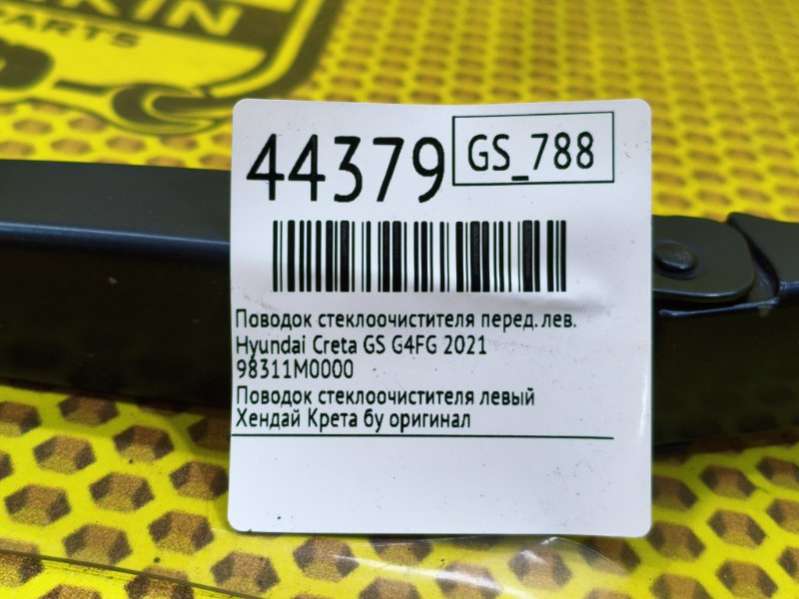 PARTS
44379
GS_788
Поводок стеклоочистителя перед. лев.
Hyundai Creta GS G4FG 2021
98311M0000
Поводок стеклоочистителя левый
Хендай Крета бу оригинал